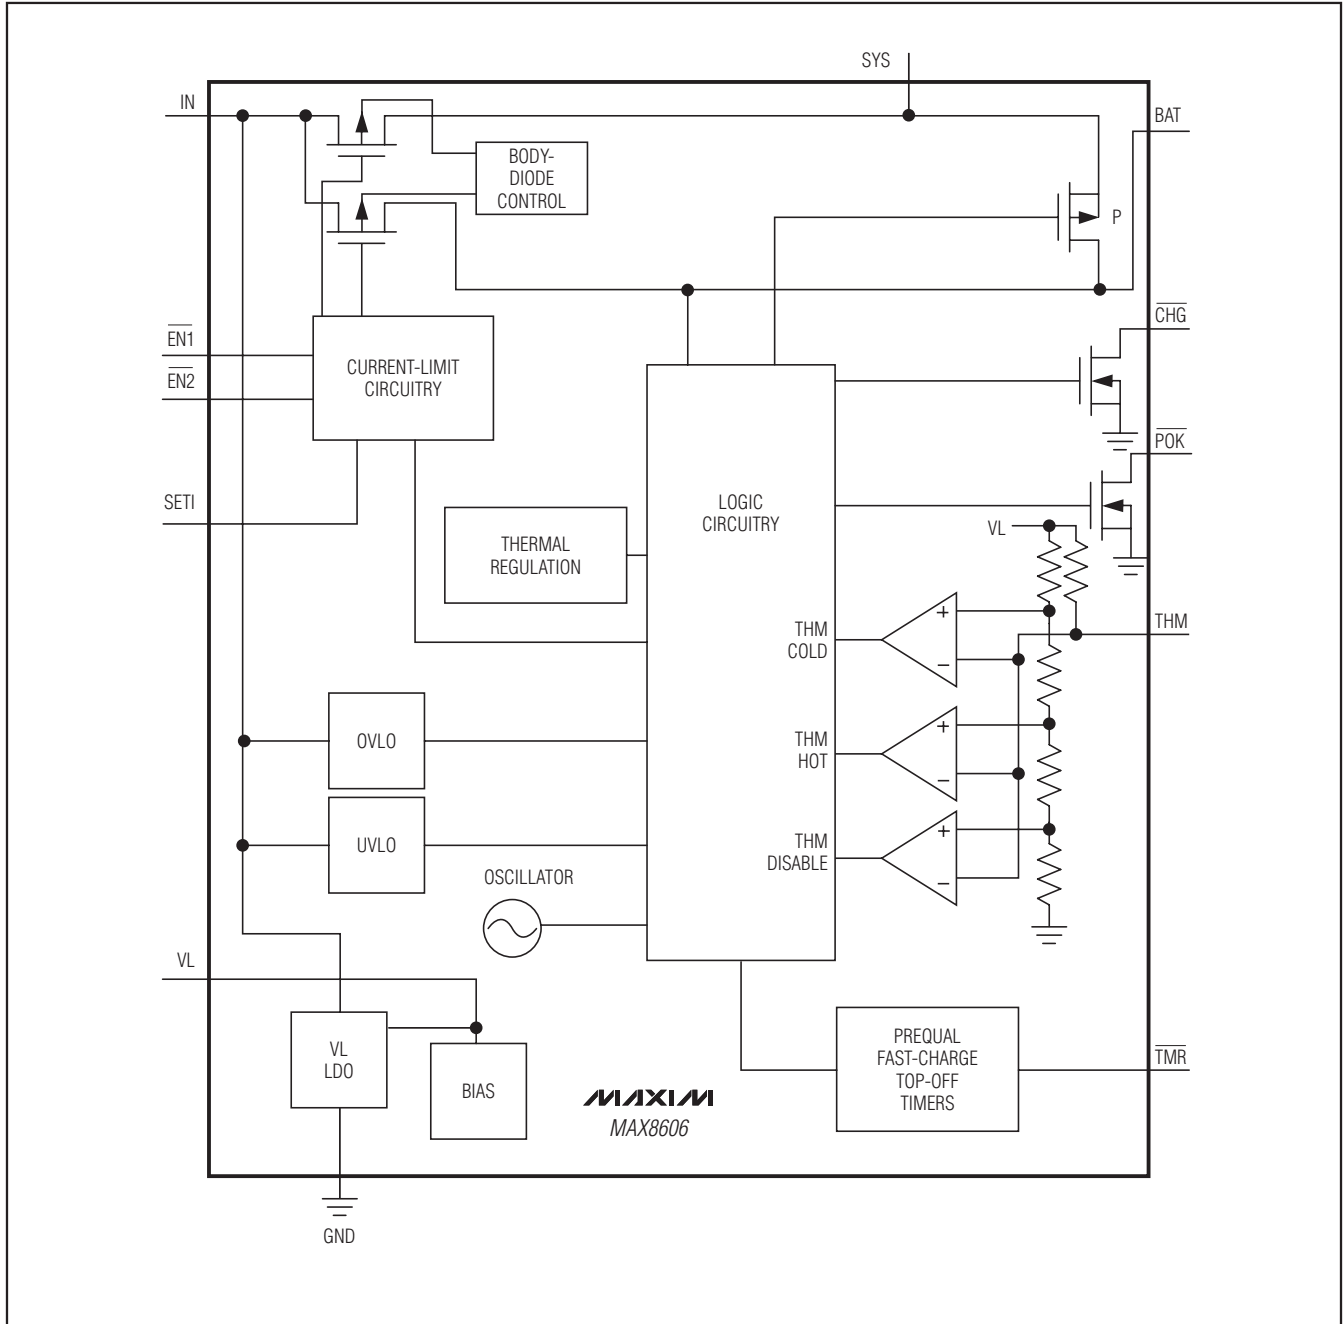 SYS
IN
BAT
BODY-
DIODE
CONTROL
P
CHG
EN1
CURRENT-LIMIT
CIRCUITRY
EN2
POK
SETI
LOGIC
CIRCUITRY
VL
THERMAL
REGULATION
THM
THM
COLD
+
−
OVLO
THM
HOT
+
−
UVLO
THM
DISABLE
+
−
OSCILLATOR
VL
VL
LDO
BIAS
PREQUAL
FAST-CHARGE
TOP-OFF
TIMERS
TMR
MAXIM
MAX8606
GND